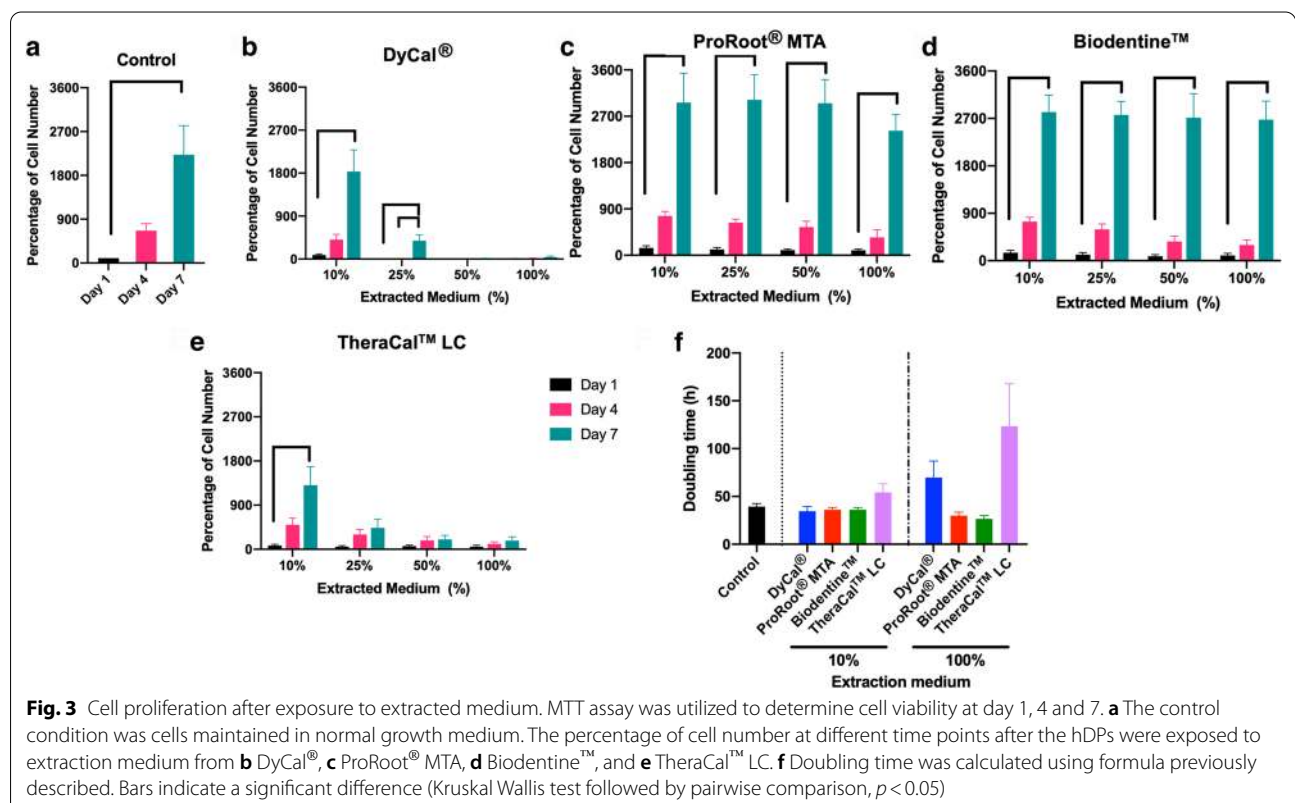 a
Control
Percentage of Cell Number
3600
2700
1800
900
0
Day 1
Day 4
Day 7
b
DyCal®
Percentage of Cell Number
3600
2700
1800
900
0
10%
25%
50%
100%
Extracted Medium (%)
c
ProRoot® MTA
Percentage of Cell Number
3600
2700
1800
900
0
10%
25%
50%
100%
Extracted Medium (%)
d
Biodentine™
Percentage of Cell Number
3600
2700
1800
900
0
10%
25%
50%
100%
Extracted Medium (%)
e
TheraCal™ LC
Percentage of Cell Number
3600
2700
1800
900
0
10%
25%
50%
100%
Extracted Medium (%)
Day 1
Day 4
Day 7
f
Doubling time (h)
200
150
100
50
0
Control
DyCal®
ProRoot® MTA
Biodentine™
TheraCal™ LC
DyCal®
ProRoot® MTA
Biodentine™
TheraCal™ LC
10%
100%
Extraction medium
Fig. 3 Cell proliferation after exposure to extracted medium. MTT assay was utilized to determine cell viability at day 1, 4 and 7. a The control
condition was cells maintained in normal growth medium. The percentage of cell number at different time points after the hDPs were exposed to
extraction medium from b DyCal®, c ProRoot® MTA, d Biodentine™, and e TheraCal™ LC. f Doubling time was calculated using formula previously
described. Bars indicate a significant difference (Kruskal Wallis test followed by pairwise comparison, p < 0.05)